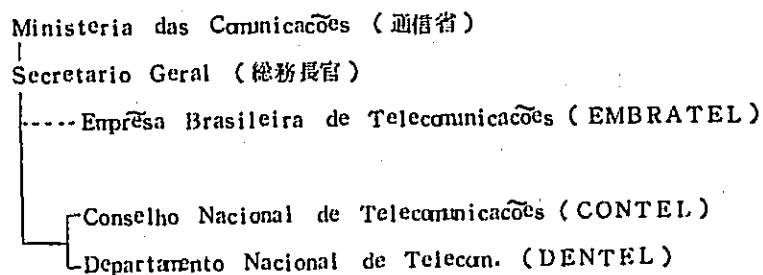 Ministeria das Comunicacões (通信省)
Secretario Geral (総務長官)
Emprẽsa Brasileira de Telecomunicacões (EMBRATEL)
Conselho Nacional de Telecomunicacões (CONTEL)
Departamento Nacional de Telecom. (DENTEL)